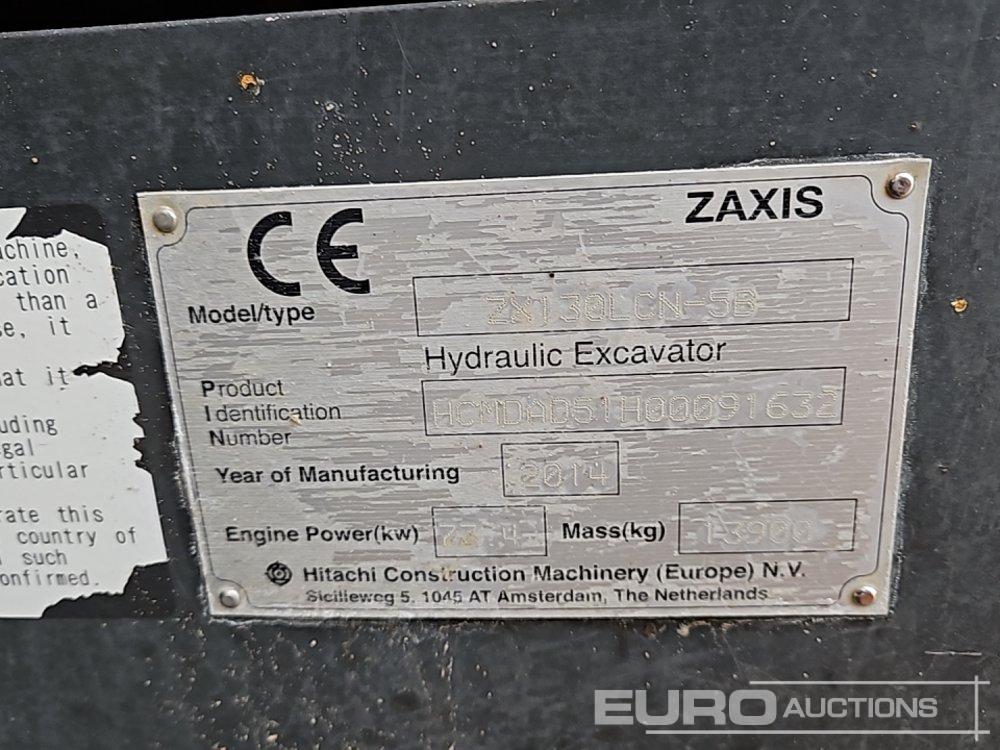 achine,
cation
than a
se, it
hat it
uding
gal
rticular
rate this
country of
such
onfirmed.
CE
ZAXIS
Model/type ZX130LCN-5B
Hydraulic Excavator
Product
Identification HCMDAD51H00091632
Number
Year of Manufacturing 2014
Engine Power(kw) Mass(kg) 13900
Hitachi Construction Machinery (Europe) N.V.
Sicilieweg 5, 1045 AT Amsterdam, The Netherlands
EURO AUCTIONS